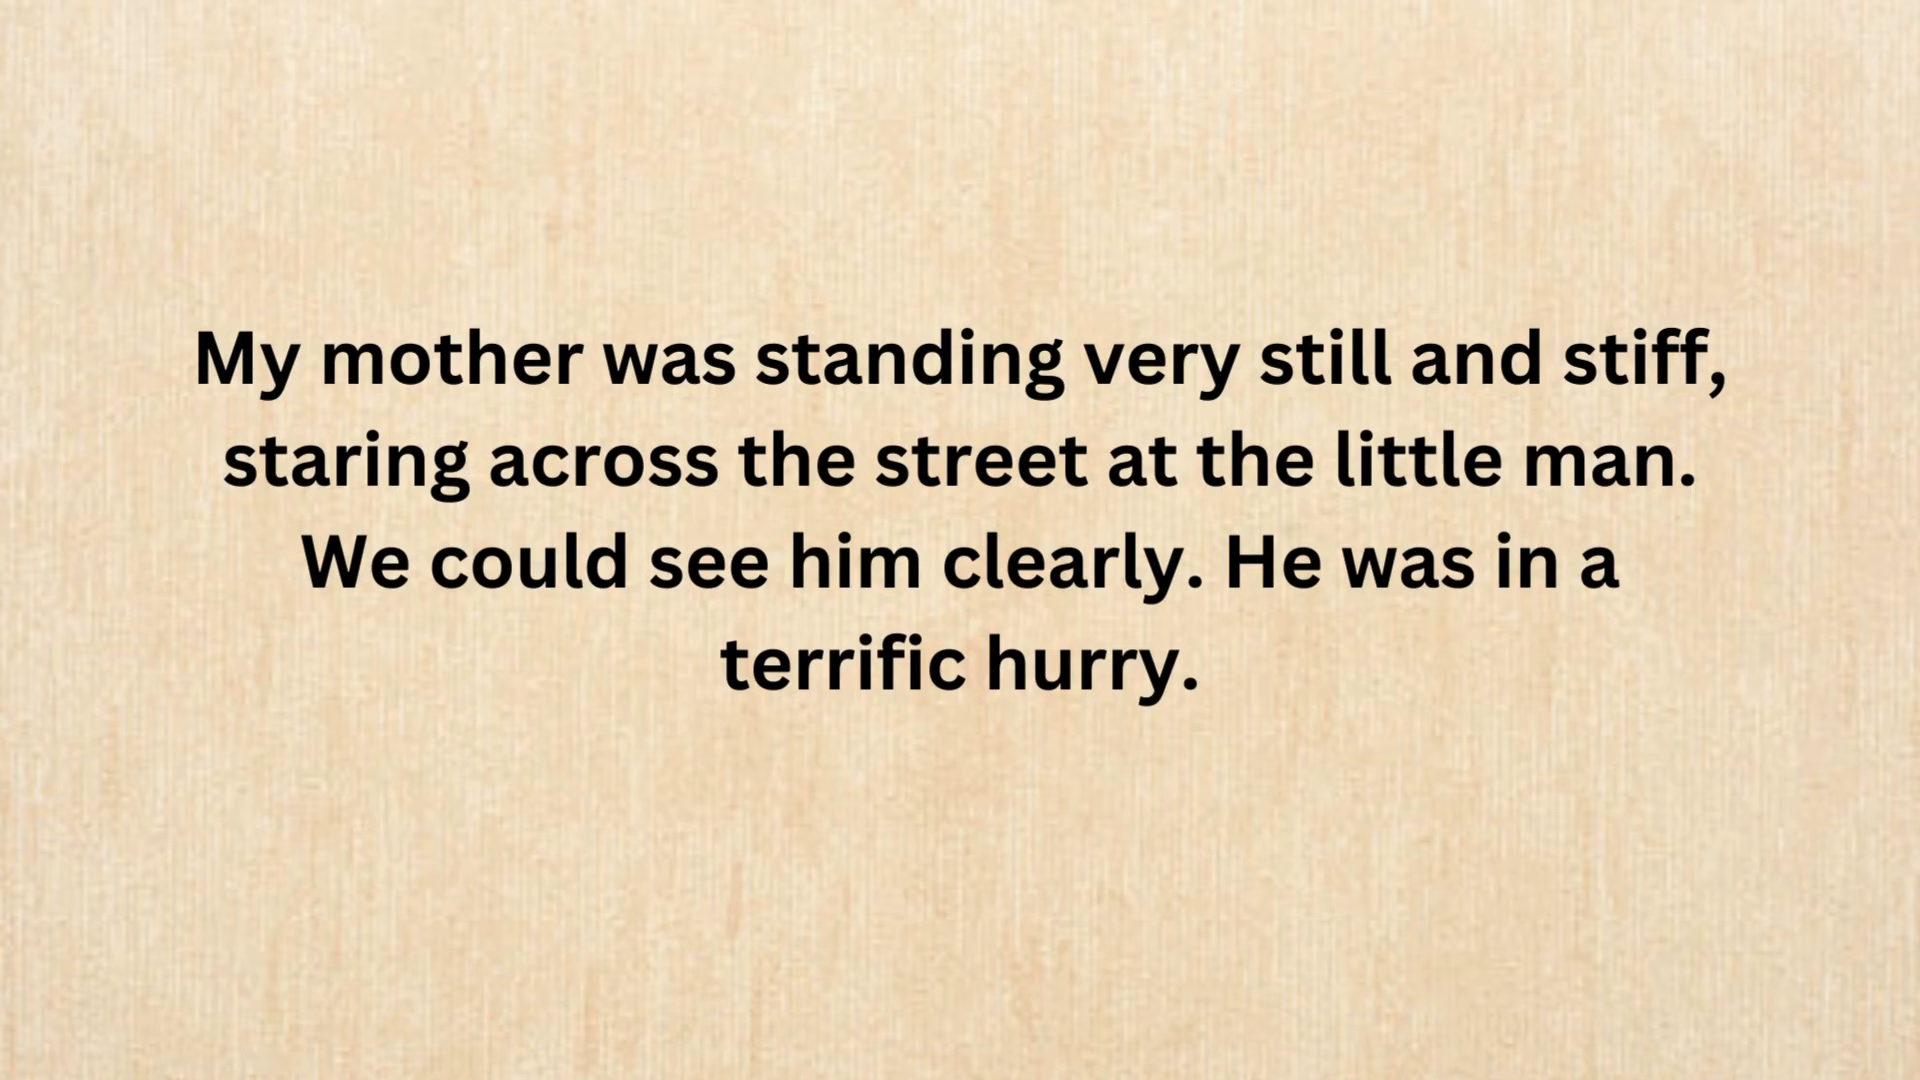 My mother was standing very still and stiff,
staring across the street at the little man.
We could see him clearly. He was in a
terrific hurry.